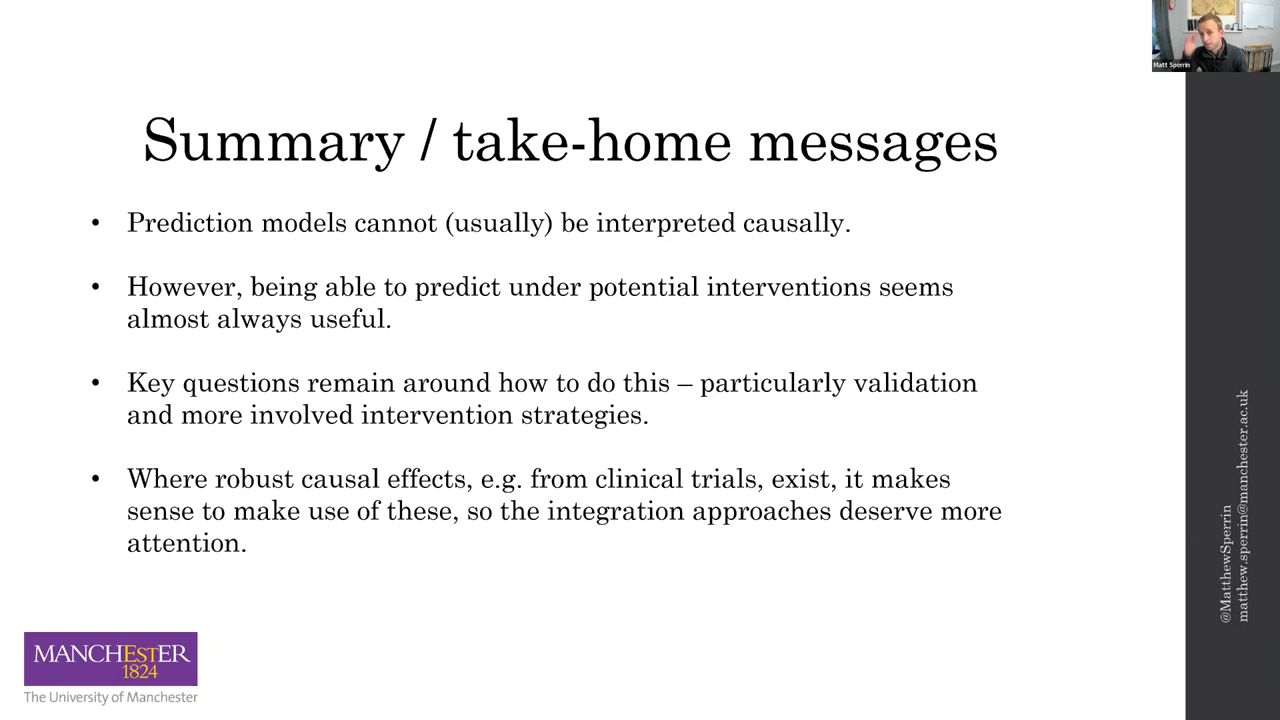 Matt Sperrin
Summary / take-home messages
• Prediction models cannot (usually) be interpreted causally.
• However, being able to predict under potential interventions seems
almost always useful.
• Key questions remain around how to do this – particularly validation
and more involved intervention strategies.
• Where robust causal effects, e.g. from clinical trials, exist, it makes
sense to make use of these, so the integration approaches deserve more
attention.
@MatthewSperrin
matthew.sperrin@manchester.ac.uk
MANCHESTER
1824
The University of Manchester